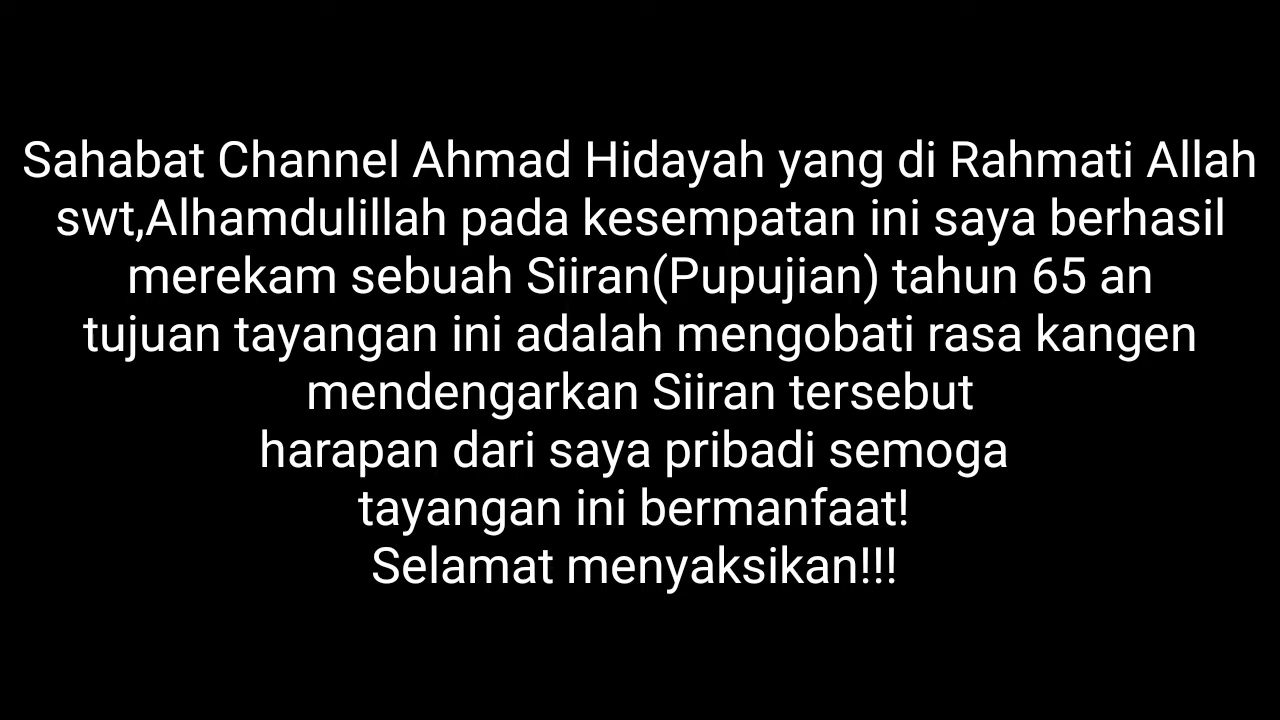 Sahabat Channel Ahmad Hidayah yang di Rahmati Allah
swt,Alhamdulillah pada kesempatan ini saya berhasil
merekam sebuah Siiran(Pupujian) tahun 65 an
tujuan tayangan ini adalah mengobati rasa kangen
mendengarkan Siiran tersebut
harapan dari saya pribadi semoga
tayangan ini bermanfaat!
Selamat menyaksikan!!!